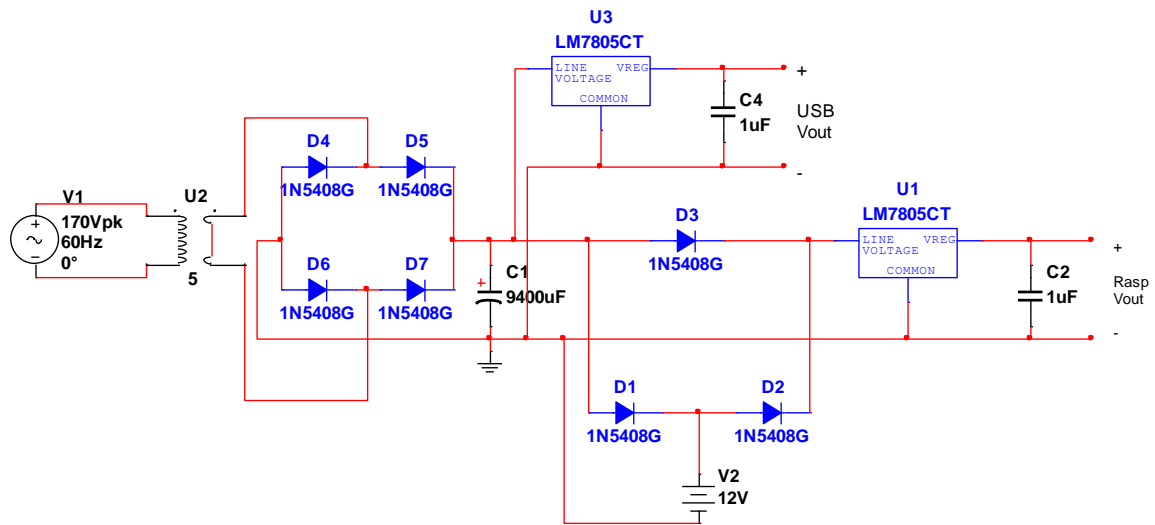 U3
LM7805CT
LINE VREG
VOLTAGE
COMMON
+
C4
1uF
USB
Vout
-
D4
1N5408G
D5
1N5408G
V1
170Vpk
60Hz
0°
U2
5
D6
1N5408G
D7
1N5408G
+
C1
9400uF
D3
1N5408G
U1
LM7805CT
LINE VREG
VOLTAGE
COMMON
+
C2
1uF
Rasp
Vout
-
D1
1N5408G
D2
1N5408G
V2
12V